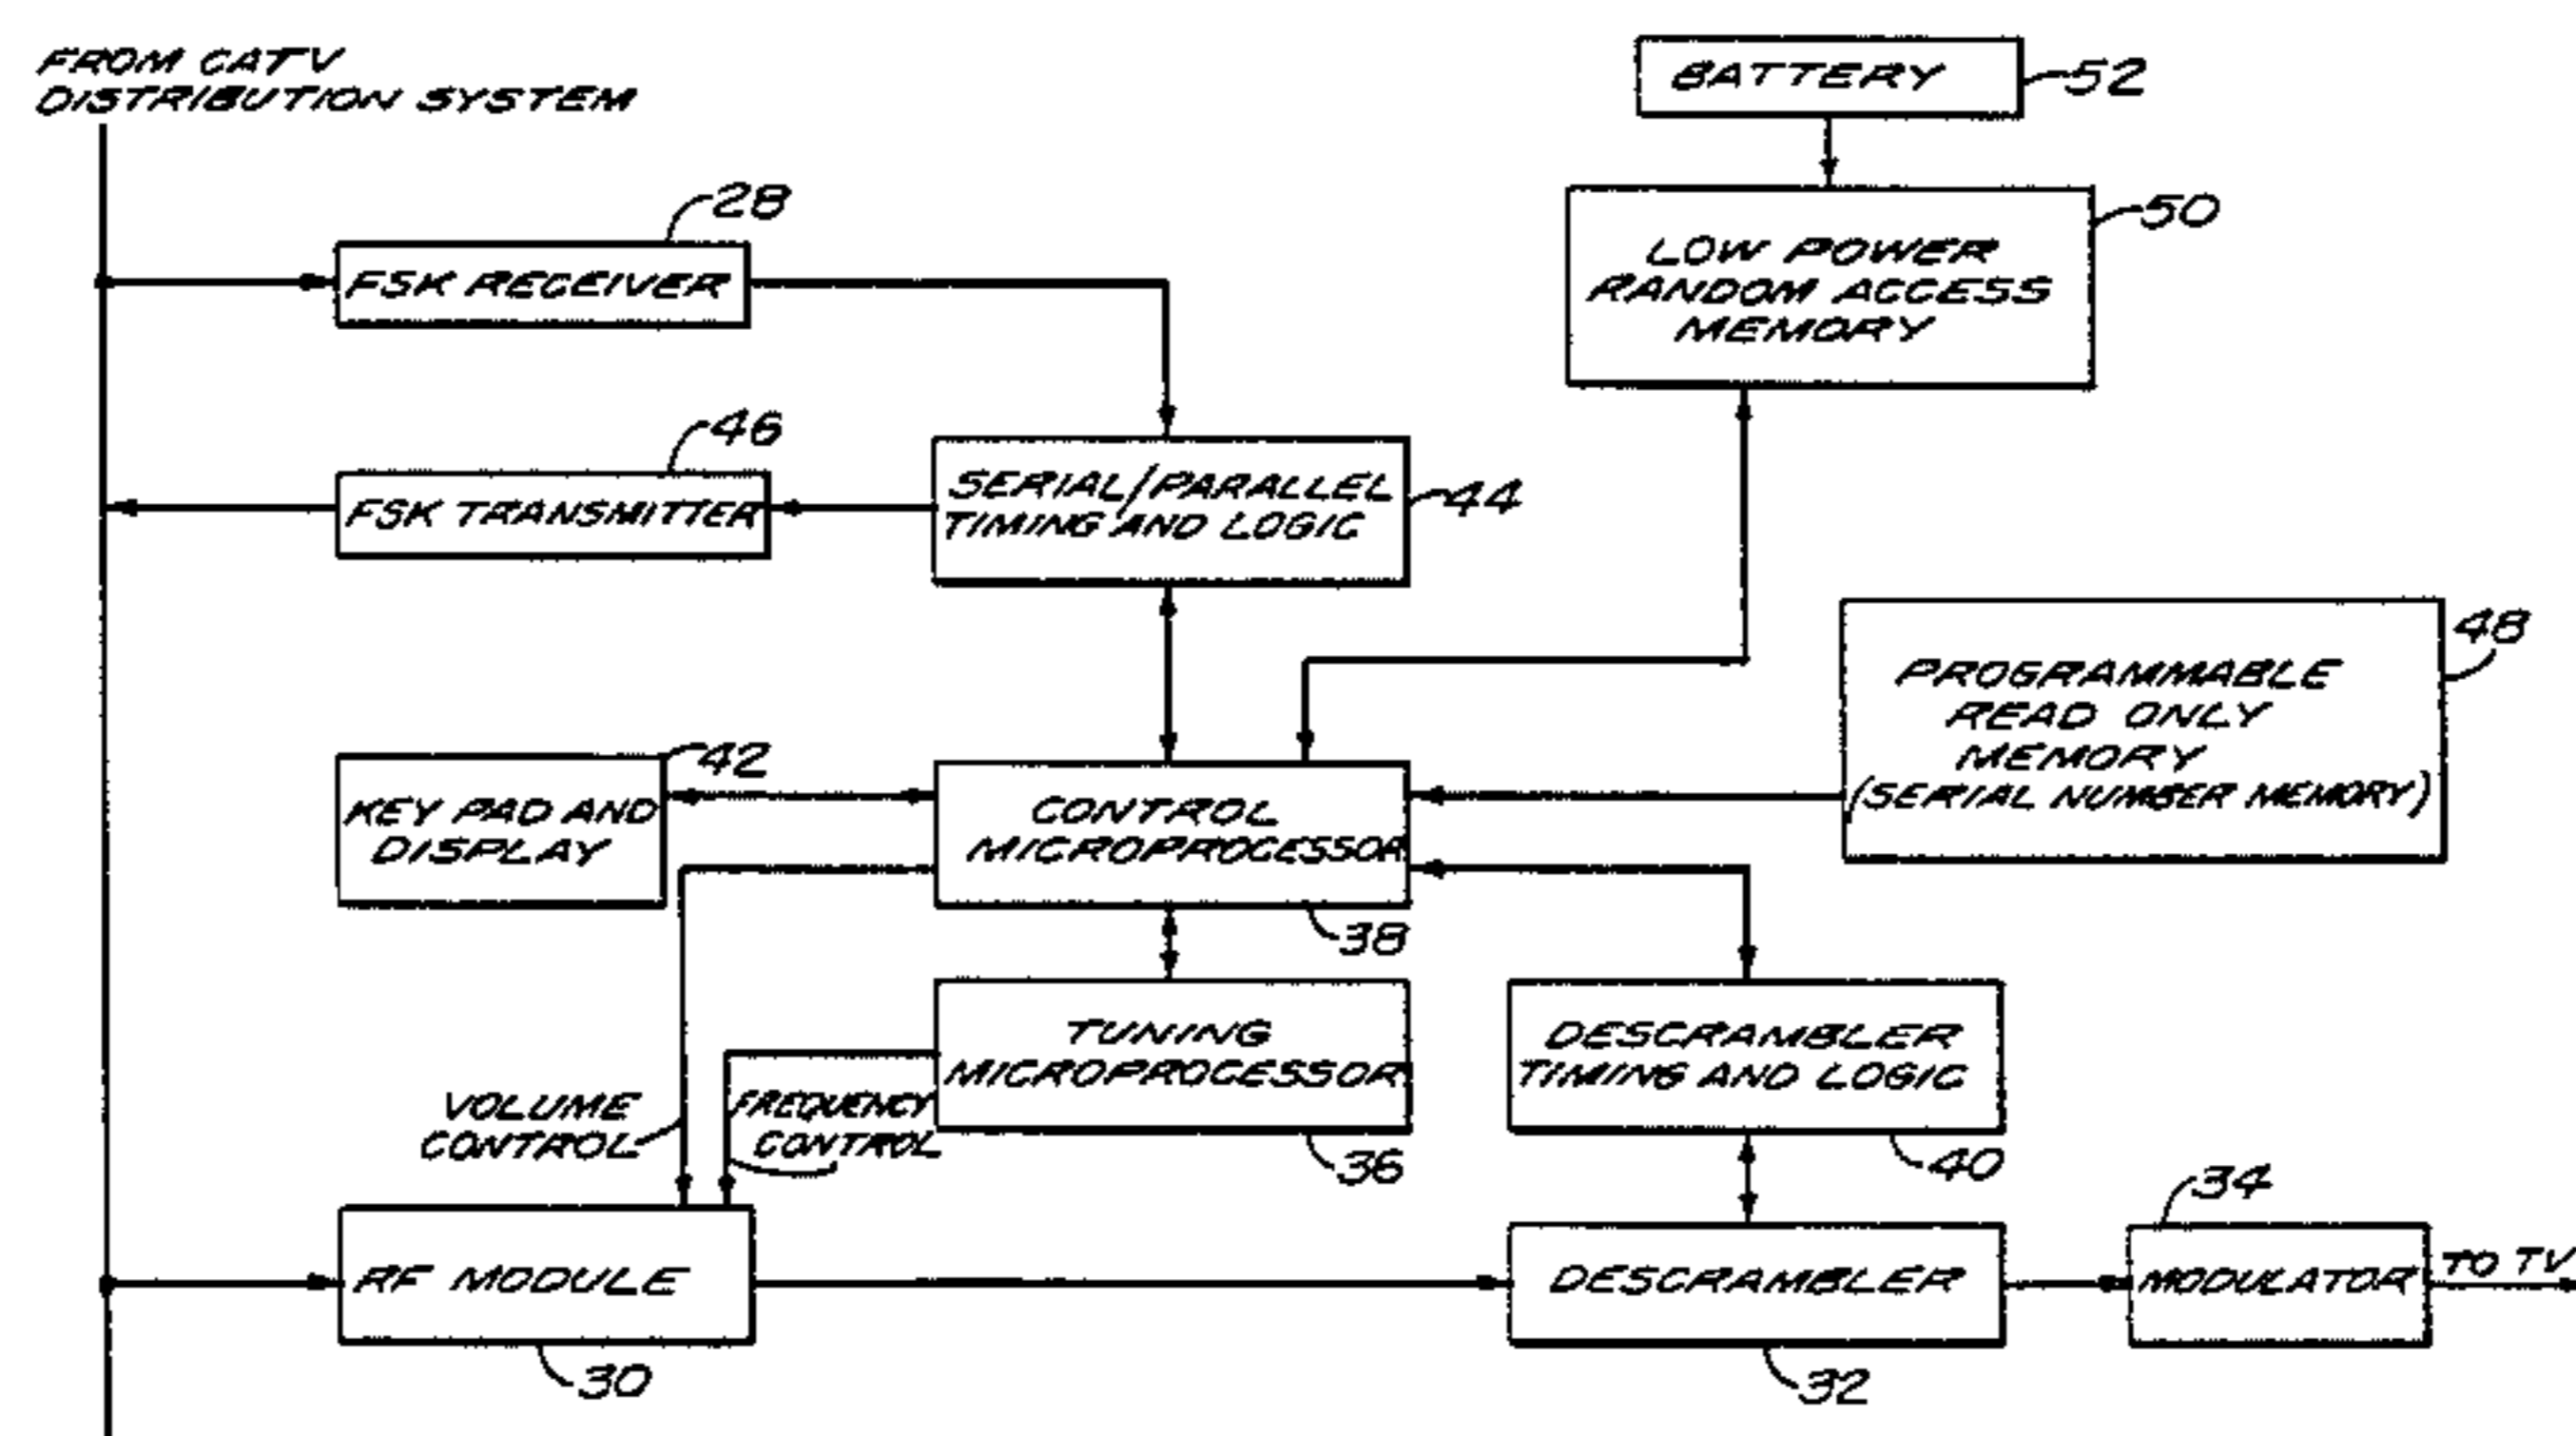 FROM CATV
DISTRIBUTION SYSTEM
BATTERY
52
28
FSK RECEIVER
50
LOW POWER
RANDOM ACCESS
MEMORY
46
FSK TRANSMITTER
SERIAL/PARALLEL
TIMING AND LOGIC
44
48
PROGRAMMABLE
READ ONLY
MEMORY
(SERIAL NUMBER MEMORY)
42
KEY PAD AND
DISPLAY
CONTROL
MICROPROCESSOR
38
TUNING
MICROPROCESSOR
36
DESCRAMBLER
TIMING AND LOGIC
40
VOLUME
CONTROL
FREQUENCY
CONTROL
RF MODULE
30
DESCRAMBLER
32
34
MODULATOR
TO TV